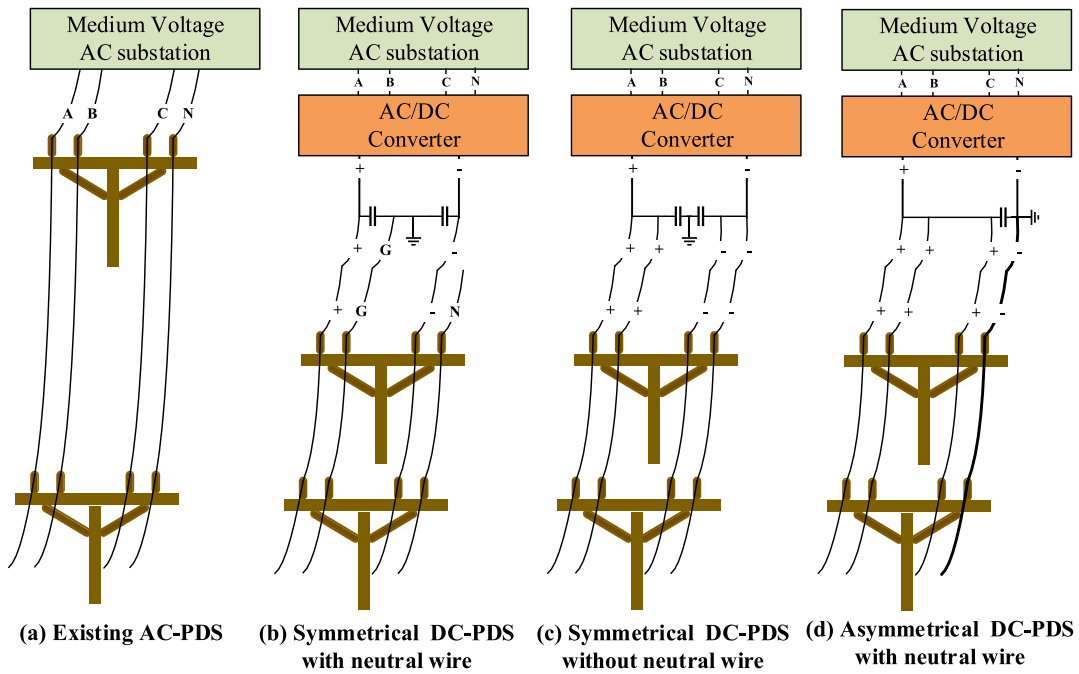 Medium Voltage
AC substation
A B C N
(a) Existing AC-PDS
Medium Voltage
AC substation
A B C N
AC/DC
Converter
+ -
G
+ -
+ G - N
(b) Symmetrical DC-PDS
with neutral wire
Medium Voltage
AC substation
A B C N
AC/DC
Converter
+ -
+ + - -
+ + - -
(c) Symmetrical DC-PDS
without neutral wire
Medium Voltage
AC substation
A B C N
AC/DC
Converter
+ -
+ + + -
+ + + -
(d) Asymmetrical DC-PDS
with neutral wire